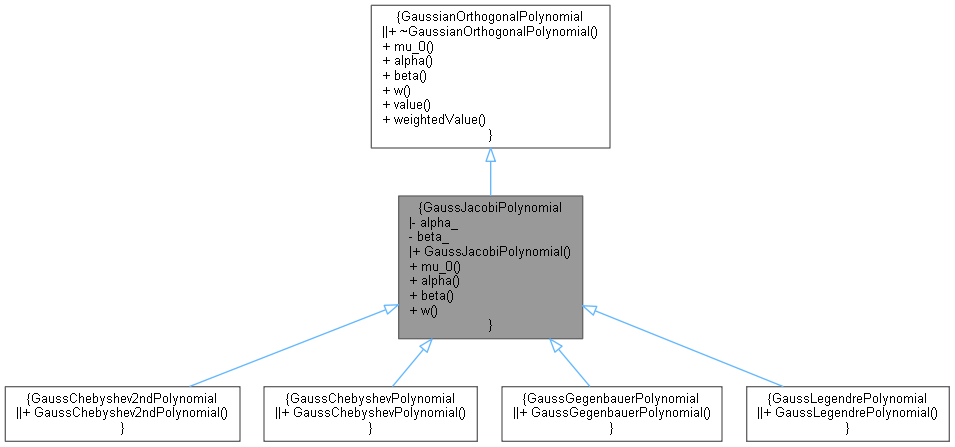 {GaussianOrthogonalPolynomial
||+ ~GaussianOrthogonalPolynomial()
+ mu_0()
+ alpha()
+ beta()
+ w()
+ value()
+ weightedValue()
}
{GaussJacobiPolynomial
|- alpha_
- beta_
|+ GaussJacobiPolynomial()
+ mu_0()
+ alpha()
+ beta()
+ w()
}
{GaussChebyshev2ndPolynomial
||+ GaussChebyshev2ndPolynomial()
}
{GaussChebyshevPolynomial
||+ GaussChebyshevPolynomial()
}
{GaussGegenbauerPolynomial
||+ GaussGegenbauerPolynomial()
}
{GaussLegendrePolynomial
||+ GaussLegendrePolynomial()
}